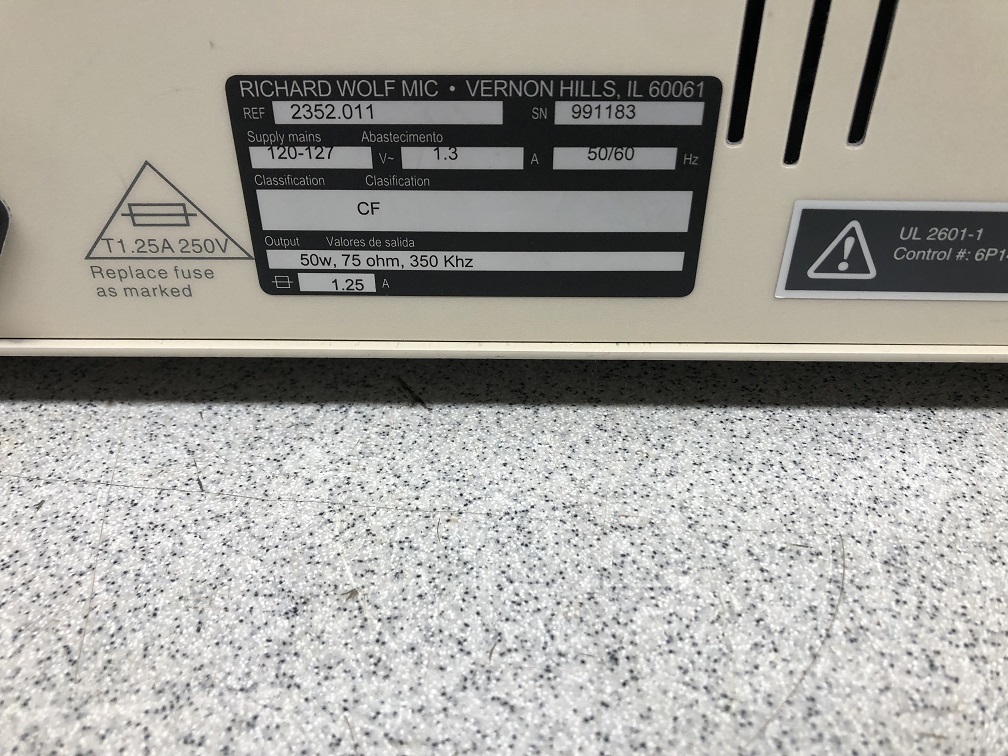 RICHARD WOLF MIC • VERNON HILLS, IL 60061
REF 2352.011 SN 991183
Supply mains Abastecimento
120-127 V~ 1.3 A 50/60 Hz
Classification Clasification
CF
Output Valores de salida
50w, 75 ohm, 350 Khz
1.25 A
T1.25A 250V
Replace fuse
as marked
UL 2601-1
Control #: 6P1